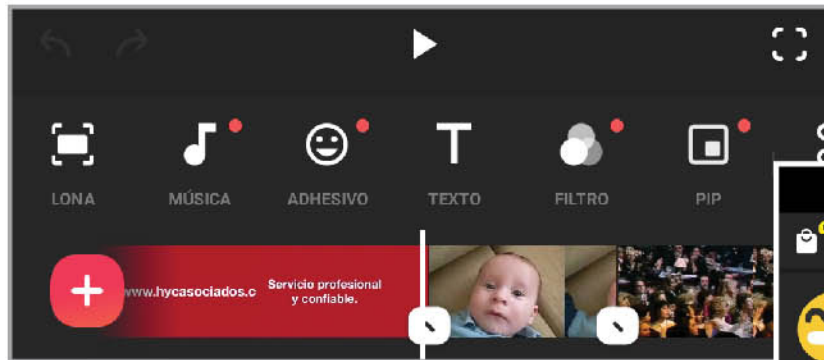 LONA MÚSICA ADHESIVO TEXTO FILTRO PIP
www.hycasociados.c
Servicio profesional
y confiable.